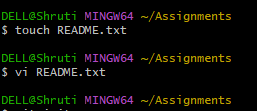 DELL@Shruti MINGW64 ~/Assignments
$ touch README.txt
DELL@Shruti MINGW64 ~/Assignments
$ vi README.txt
DELL@Shruti MINGW64 ~/Assignments